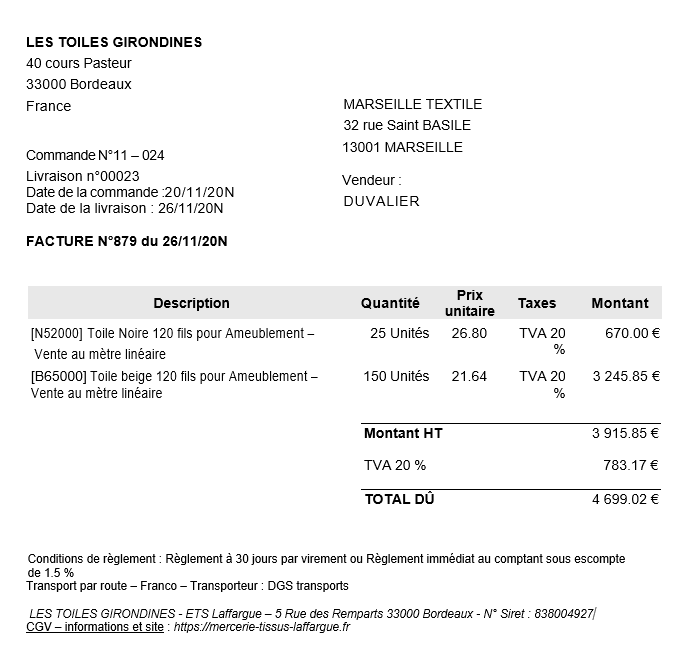 LES TOILES GIRONDINES
40 cours Pasteur
33000 Bordeaux
France
MARSEILLE TEXTILE
32 rue Saint BASILE
13001 MARSEILLE
Commande N°11 – 024
Livraison n°00023
Date de la commande :20/11/20N
Date de la livraison : 26/11/20N
Vendeur :
DUVALIER
FACTURE N°879 du 26/11/20N
Description Quantité Prix unitaire Taxes Montant
[N52000] Toile Noire 120 fils pour Ameublement – 25 Unités 26.80 TVA 20 % 670.00 €
Vente au mètre linéaire
[B65000] Toile beige 120 fils pour Ameublement – 150 Unités 21.64 TVA 20 % 3 245.85 €
Vente au mètre linéaire
Montant HT 3 915.85 €
TVA 20 % 783.17 €
TOTAL DÛ 4 699.02 €
Conditions de règlement : Règlement à 30 jours par virement ou Règlement immédiat au comptant sous escompte
de 1.5 %
Transport par route – Franco – Transporteur : DGS transports
LES TOILES GIRONDINES - ETS Laffargue – 5 Rue des Remparts 33000 Bordeaux - N° Siret : 838004927/
CGV – informations et site : https://mercerie-tissus-laffargue.fr